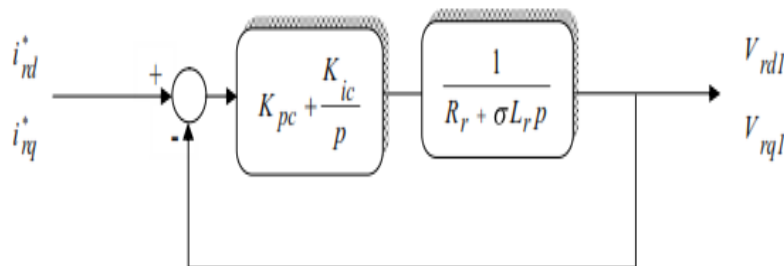 i*rd
i*rq
+
-
Kpc + Kic/p
1/(Rr + σLr p)
Vrd1
Vrq1